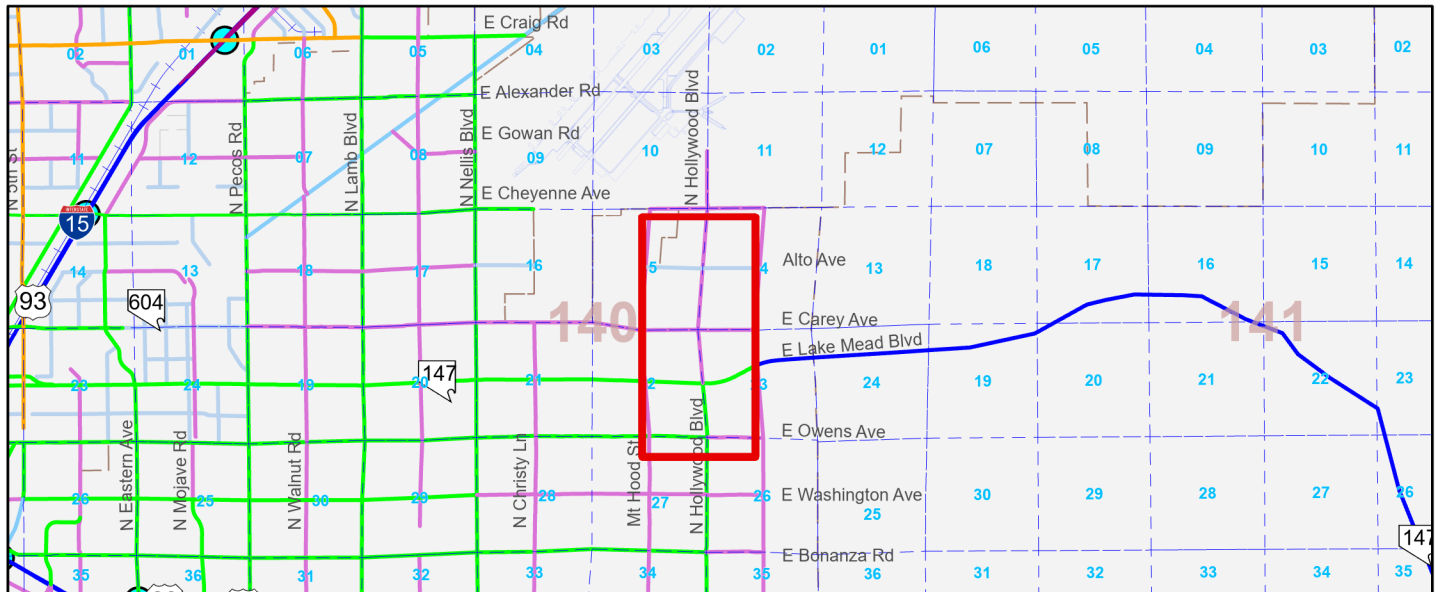 E Craig Rd
02 01 06 05 04 03 02 01 06 05 04 03 02
E Alexander Rd
N 5th St
N Pecos Rd
N Lamb Blvd
N Nellis Blvd
N Hollywood Blvd
E Gowan Rd
11 12 07 08 09 10 11 12 07 08 09 10 11
E Cheyenne Ave
INTERSTATE
15
14 13 18 17 16 5 4 13 18 17 16 15 14
Alto Ave
93
604
140
141
E Carey Ave
E Lake Mead Blvd
147
23 24 19 20 21 2 23 24 19 20 21 22 23
N Eastern Ave
N Mojave Rd
N Walnut Rd
N Christy Ln
Mt Hood St
N Hollywood Blvd
E Owens Ave
26 25 30 29 28 27 26 25 30 29 28 27 26
E Washington Ave
147
E Bonanza Rd
35 36 31 32 33 34 35 36 31 32 33 34 35